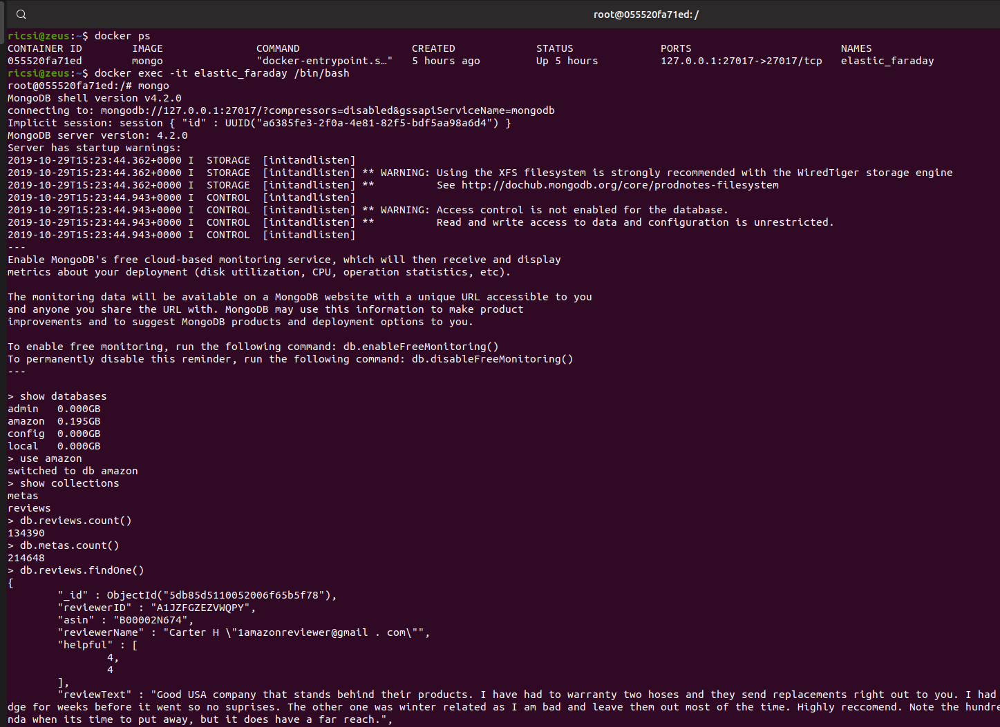 root@055520fa71ed: /
ricsi@zeus:~$ docker ps
CONTAINER ID        IMAGE               COMMAND                  CREATED             STATUS              PORTS                        NAMES
055520fa71ed        mongo               "docker-entrypoint.s…"   5 hours ago         Up 5 hours          127.0.0.1:27017->27017/tcp   elastic_faraday
ricsi@zeus:~$ docker exec -it elastic_faraday /bin/bash
root@055520fa71ed:/# mongo
MongoDB shell version v4.2.0
connecting to: mongodb://127.0.0.1:27017/?compressors=disabled&gssapiServiceName=mongodb
Implicit session: session { "id" : UUID("a6385fe3-2f0a-4e81-82f5-bdf5aa98a6d4") }
MongoDB server version: 4.2.0
Server has startup warnings:
2019-10-29T15:23:44.362+0000 I  STORAGE  [initandlisten]
2019-10-29T15:23:44.362+0000 I  STORAGE  [initandlisten] ** WARNING: Using the XFS filesystem is strongly recommended with the WiredTiger storage engine
2019-10-29T15:23:44.362+0000 I  STORAGE  [initandlisten] **          See http://dochub.mongodb.org/core/prodnotes-filesystem
2019-10-29T15:23:44.943+0000 I  CONTROL  [initandlisten]
2019-10-29T15:23:44.943+0000 I  CONTROL  [initandlisten] ** WARNING: Access control is not enabled for the database.
2019-10-29T15:23:44.943+0000 I  CONTROL  [initandlisten] **          Read and write access to data and configuration is unrestricted.
2019-10-29T15:23:44.943+0000 I  CONTROL  [initandlisten]
---
Enable MongoDB's free cloud-based monitoring service, which will then receive and display
metrics about your deployment (disk utilization, CPU, operation statistics, etc).

The monitoring data will be available on a MongoDB website with a unique URL accessible to you
and anyone you share the URL with. MongoDB may use this information to make product
improvements and to suggest MongoDB products and deployment options to you.

To enable free monitoring, run the following command: db.enableFreeMonitoring()
To permanently disable this reminder, run the following command: db.disableFreeMonitoring()
---

> show databases
admin   0.000GB
amazon  0.195GB
config  0.000GB
local   0.000GB
> use amazon
switched to db amazon
> show collections
metas
reviews
> db.reviews.count()
134390
> db.metas.count()
214648
> db.reviews.findOne()
{
        "_id" : ObjectId("5db85d5110052006f65b5f78"),
        "reviewerID" : "A1JZFGZEZVWQPY",
        "asin" : "B00002N674",
        "reviewerName" : "Carter H \"1amazonreviewer@gmail . com\"",
        "helpful" : [
                4,
                4
        ],
        "reviewText" : "Good USA company that stands behind their products. I have had to warranty two hoses and they send replacements right out to you. I had
dge for weeks before it went so no suprises. The other one was winter related as I am bad and leave them out most of the time. Highly reccomend. Note the hundre
nda when its time to put away, but it does have a far reach.",